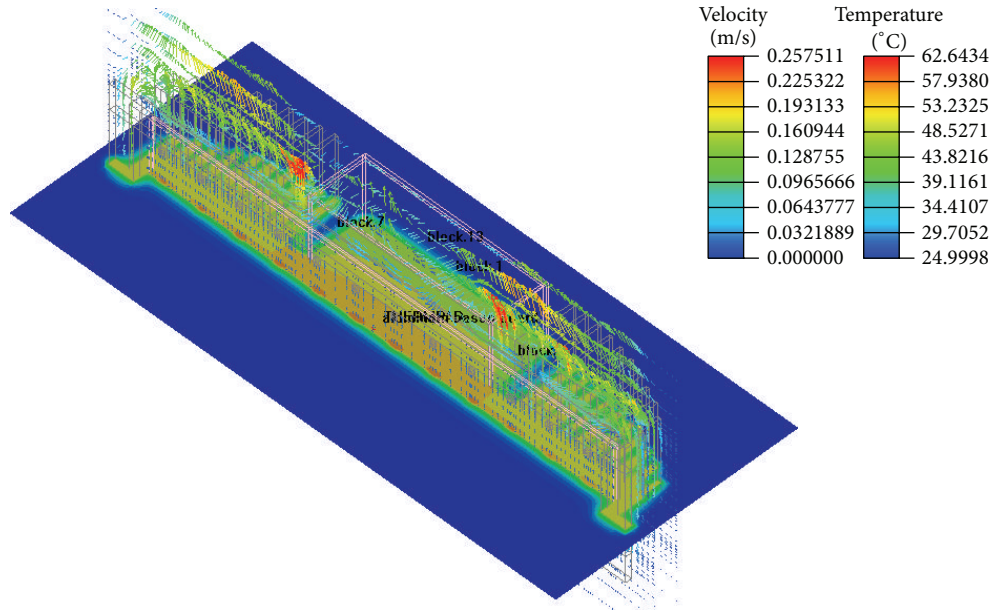 Velocity
(m/s)
0.257511
0.225322
0.193133
0.160944
0.128755
0.0965666
0.0643777
0.0321889
0.000000
Temperature
(°C)
62.6434
57.9380
53.2325
48.5271
43.8216
39.1161
34.4107
29.7052
24.9998
block.7
block.13
block.1
block